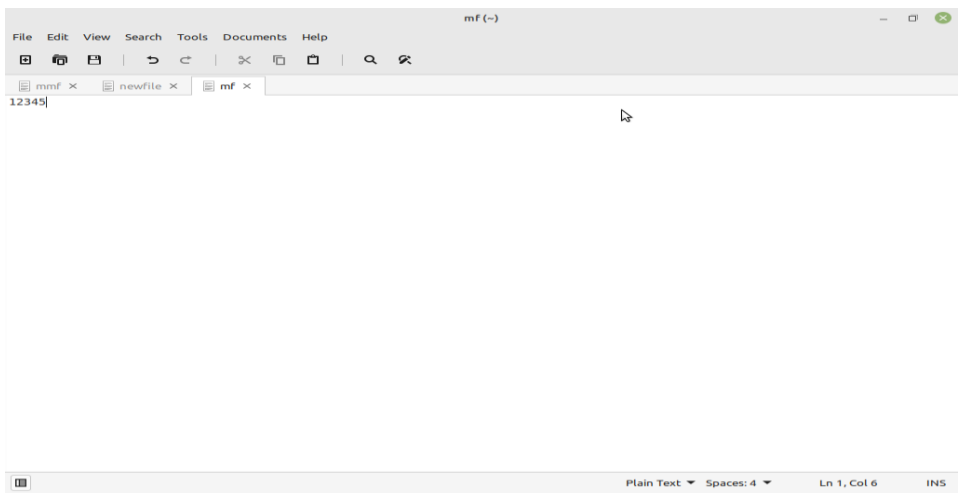 mf (~)
File Edit View Search Tools Documents Help
mmf newfile mf
12345
Plain Text Spaces: 4 Ln 1, Col 6 INS